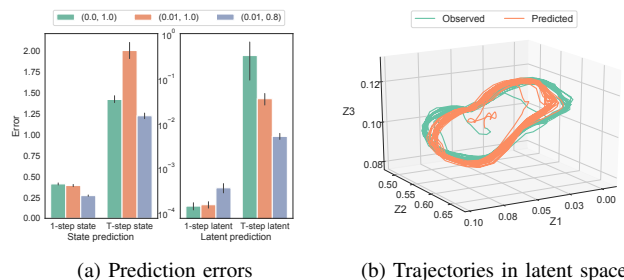 (0.0, 1.0) (0.01, 1.0) (0.01, 0.8)
Observed Predicted
2.00
1.75
1.50
1.25
1.00
0.75
0.50
0.25
0.00
Error
1-step state T-step state
State prediction
10^0
10^-1
10^-2
10^-3
10^-4
1-step latent T-step latent
Latent prediction
0.12
0.10
0.08
Z3
0.50
0.55
0.60
0.65
Z2
0.10 0.08 0.05 0.03 0.00
Z1
(a) Prediction errors
(b) Trajectories in latent space